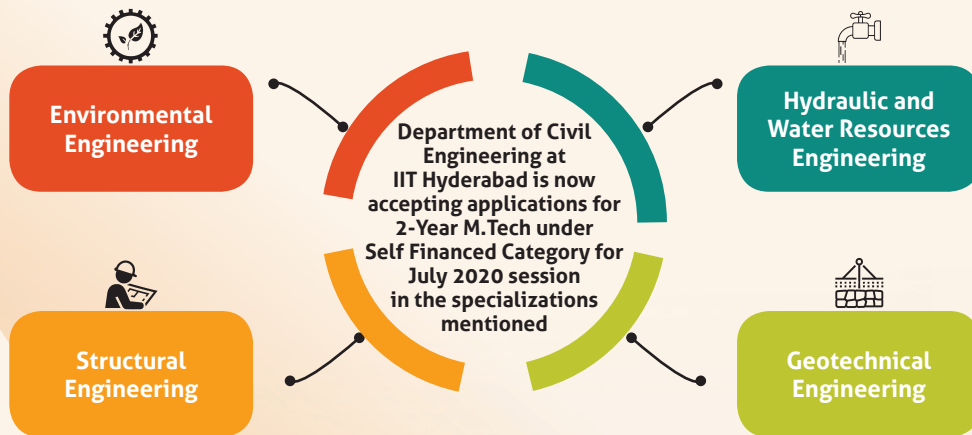 Environmental
Engineering
Hydraulic and
Water Resources
Engineering
Department of Civil
Engineering at
IIT Hyderabad is now
accepting applications for
2-Year M.Tech under
Self Financed Category for
July 2020 session
in the specializations
mentioned
Structural
Engineering
Geotechnical
Engineering